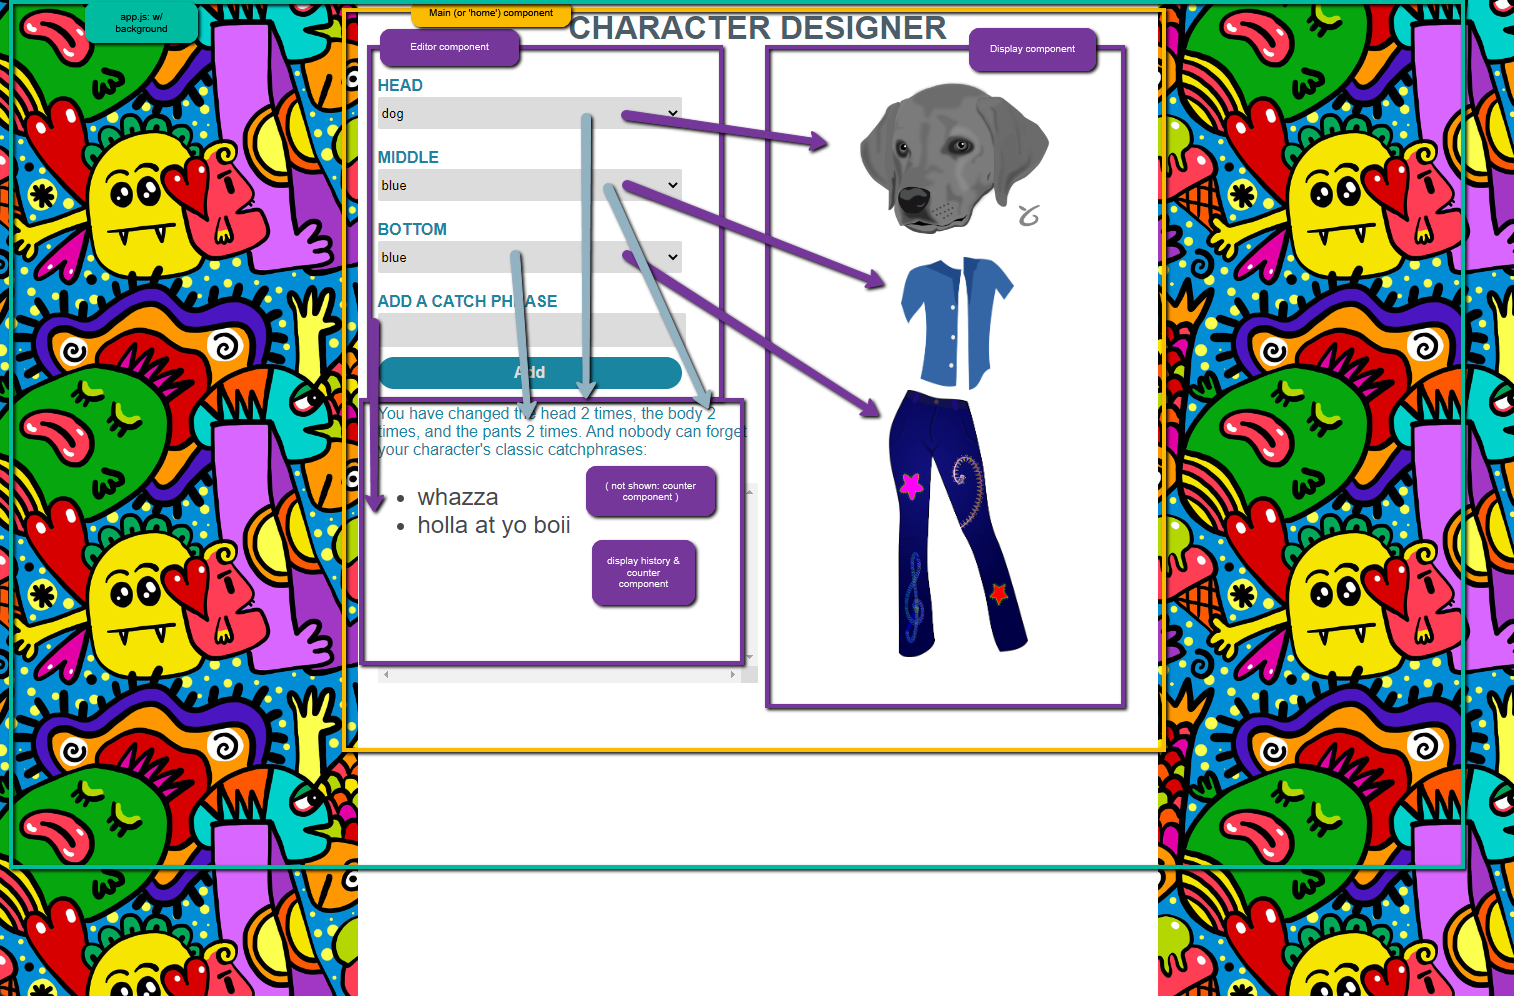 app.js: w/
background
Main (or 'home') component
CHARACTER DESIGNER
Editor component
Display component
HEAD
dog
MIDDLE
blue
BOTTOM
blue
ADD A CATCH PHRASE
Add
You have changed the head 2 times, the body 2
times, and the pants 2 times. And nobody can forget
your character's classic catchphrases:
( not shown: counter
component )
• whazza
• holla at yo boii
display history &
counter
component